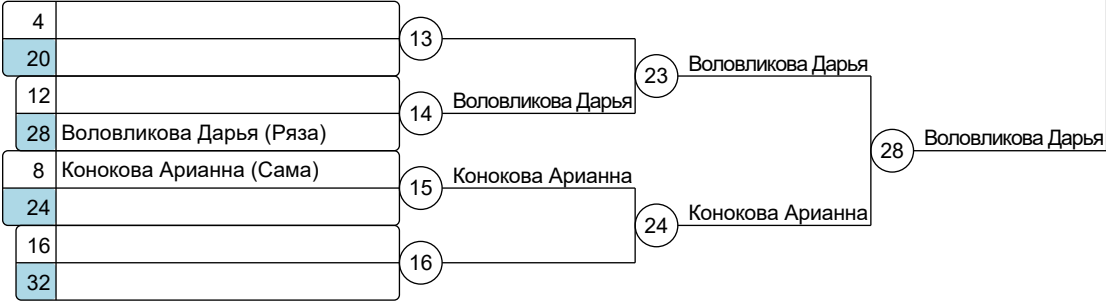 4
13
20
23
Воловликова Дарья
12
14
Воловликова Дарья
28
Воловликова Дарья (Ряза)
28
Воловликова Дарья
8
Конокова Арианна (Сама)
15
Конокова Арианна
24
24
Конокова Арианна
16
16
32